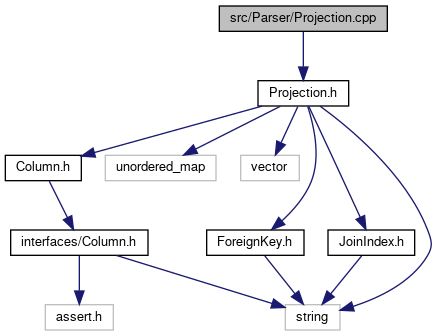 src/Parser/Projection.cpp
Projection.h
Column.h
unordered_map
vector
interfaces/Column.h
ForeignKey.h
JoinIndex.h
assert.h
string